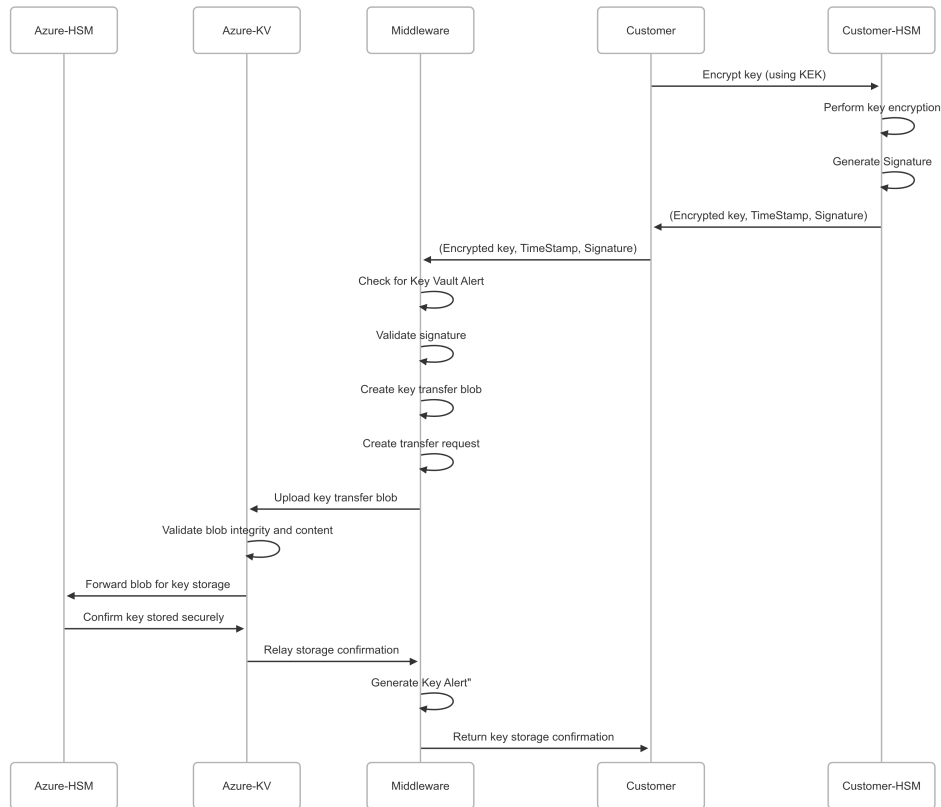 Azure-HSM
Azure-KV
Middleware
Customer
Customer-HSM
Encrypt key (using KEK)
Perform key encryption
Generate Signature
(Encrypted key, TimeStamp, Signature)
(Encrypted key, TimeStamp, Signature)
Check for Key Vault Alert
Validate signature
Create key transfer blob
Create transfer request
Upload key transfer blob
Validate blob integrity and content
Forward blob for key storage
Confirm key stored securely
Relay storage confirmation
Generate Key Alert"
Return key storage confirmation
Azure-HSM
Azure-KV
Middleware
Customer
Customer-HSM